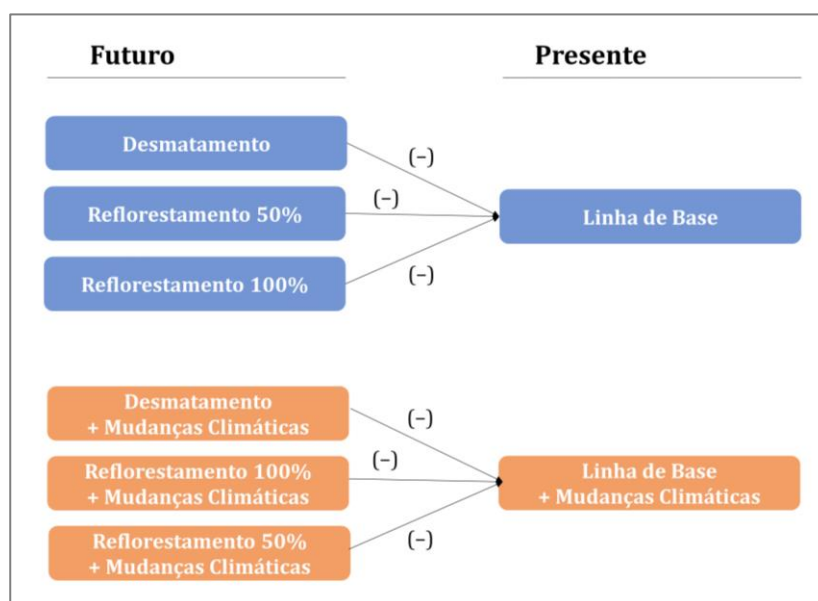 Futuro
Presente
Desmatamento
(−)
Reflorestamento 50%
(−)
Linha de Base
Reflorestamento 100%
(−)
Desmatamento
+ Mudanças Climáticas
(−)
Reflorestamento 100%
+ Mudanças Climáticas
(−)
Linha de Base
+ Mudanças Climáticas
Reflorestamento 50%
+ Mudanças Climáticas
(−)